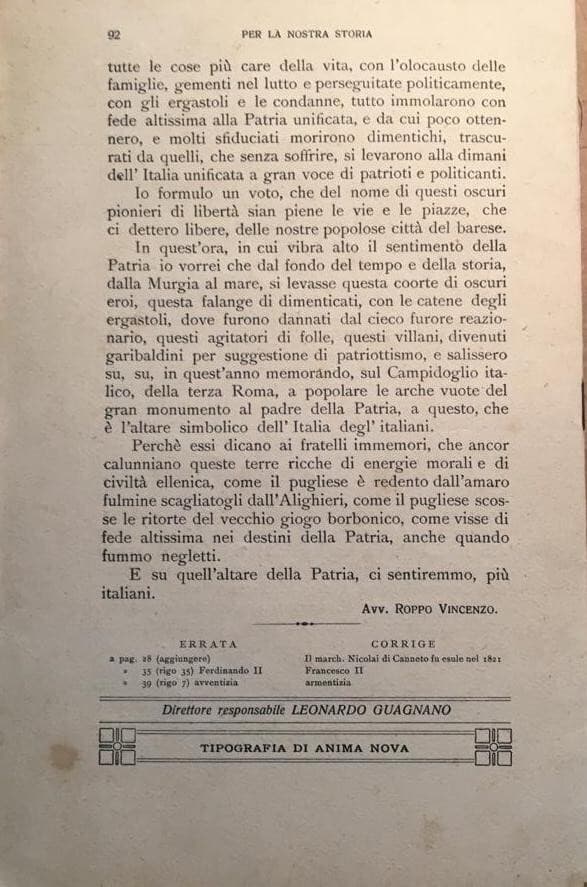 92 PER LA NOSTRA STORIA
tutte le cose più care della vita, con l'olocausto delle
famiglie, gementi nel lutto e perseguitate politicamente,
con gli ergastoli e le condanne, tutto immolarono con
fede altissima alla Patria unificata, e da cui poco otten-
nero, e molti sfiduciati morirono dimentichi, trascu-
rati da quelli, che senza soffrire, si levarono alla dimani
dell' Italia unificata a gran voce di patrioti e politicanti.
Io formulo un voto, che del nome di questi oscuri
pionieri di libertà sian piene le vie e le piazze, che
ci dettero libere, delle nostre popolose città del barese.
In quest'ora, in cui vibra alto il sentimento della
Patria io vorrei che dal fondo del tempo e della storia,
dalla Murgia al mare, si levasse questa coorte di oscuri
eroi, questa falange di dimenticati, con le catene degli
ergastoli, dove furono dannati dal cieco furore reazio-
nario, questi agitatori di folle, questi villani, divenuti
garibaldini per suggestione di patriottismo, e salissero
su, su, in quest'anno memorando, sul Campidoglio ita-
lico, della terza Roma, a popolare le arche vuote del
gran monumento al padre della Patria, a questo, che
è l'altare simbolico dell' Italia degl' italiani.
Perchè essi dicano ai fratelli immemori, che ancor
calunniano queste terre ricche di energie morali e di
civiltà ellenica, come il pugliese è redento dall'amaro
fulmine scagliatogli dall'Alighieri, come il pugliese scos-
se le ritorte del vecchio giogo borbonico, come visse di
fede altissima nei destini della Patria, anche quando
fummo negletti.
E su quell'altare della Patria, ci sentiremmo, più
italiani.
Avv. Roppo Vincenzo.
ERRATA CORRIGE
a pag. 28 (aggiungere) Il march. Nicolai di Canneto fu esule nel 1821
» 35 (rigo 35) Ferdinando II Francesco II
» 39 (rigo 7) avventizia armentizia
Direttore responsabile LEONARDO GUAGNANO
TIPOGRAFIA DI ANIMA NOVA